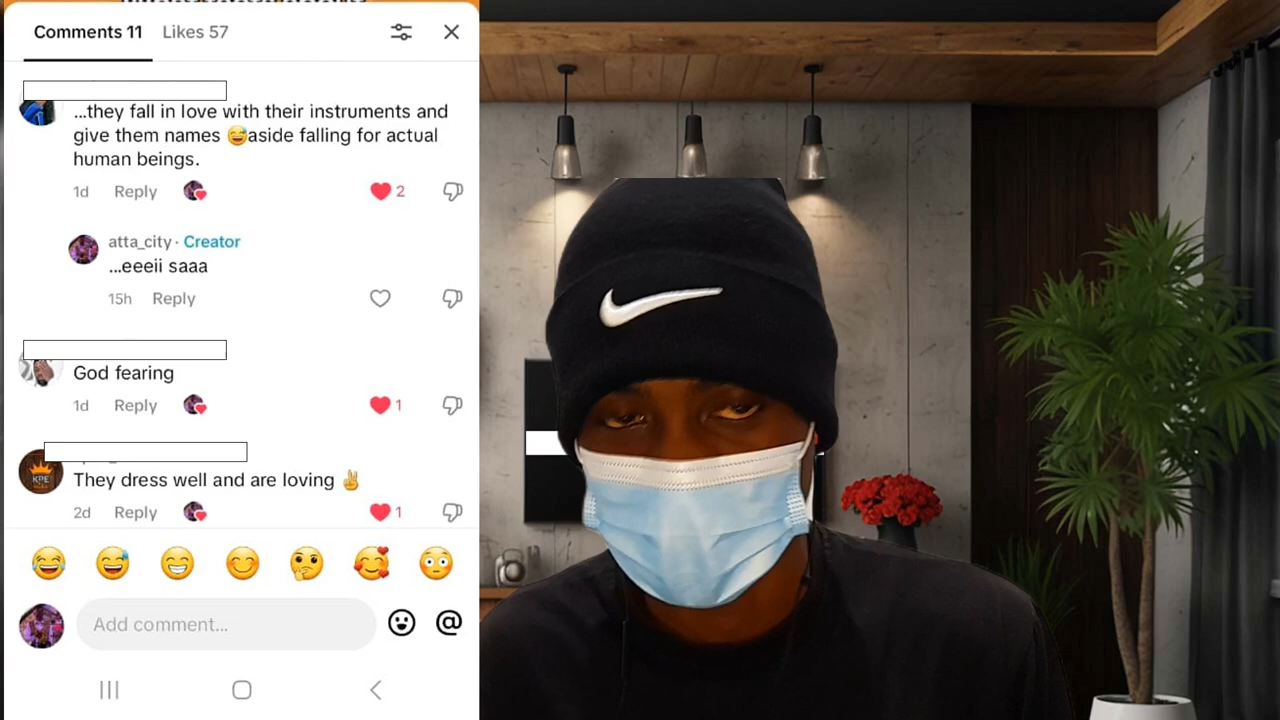 Comments 11
Likes 57
...they fall in love with their instruments and
give them names 😅aside falling for actual
human beings.
1d Reply
2
atta_city · Creator
...eeeii saaa
15h Reply
God fearing
1d Reply
1
KPE
They dress well and are loving ✌️
2d Reply
1
Add comment...
@